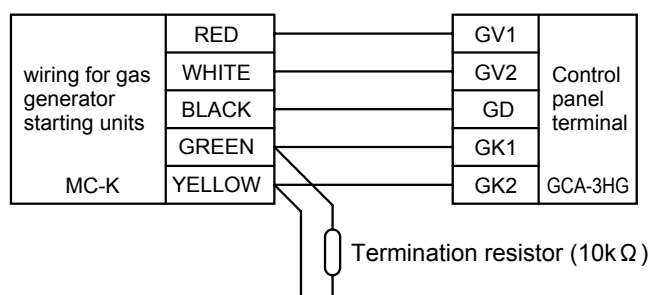 wiring for gas
generator
starting units
MC-K
RED
WHITE
BLACK
GREEN
YELLOW
GV1
GV2
GD
GK1
GK2
Control
panel
terminal
GCA-3HG
Termination resistor (10kΩ)